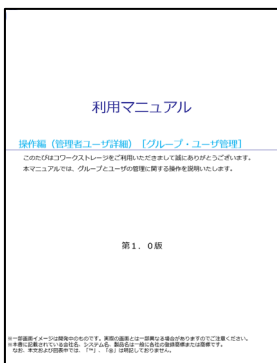 利用マニュアル
操作編（管理者ユーザ詳細）［グループ・ユーザ管理］
このたびはコワークストレージをご利用いただきまして誠にありがとうございます。
本マニュアルでは、グループとユーザの管理に関する操作を説明いたします。
第１．０版
※一部画面イメージは開発中のものです。実際の画面とは一部異なる場合がありますのでご注意ください。
※本書に記載されている会社名、システム名、製品名は一般に各社の登録商標または商標です。
なお、本文および図表中では、「™」、「®」は明記しておりません。